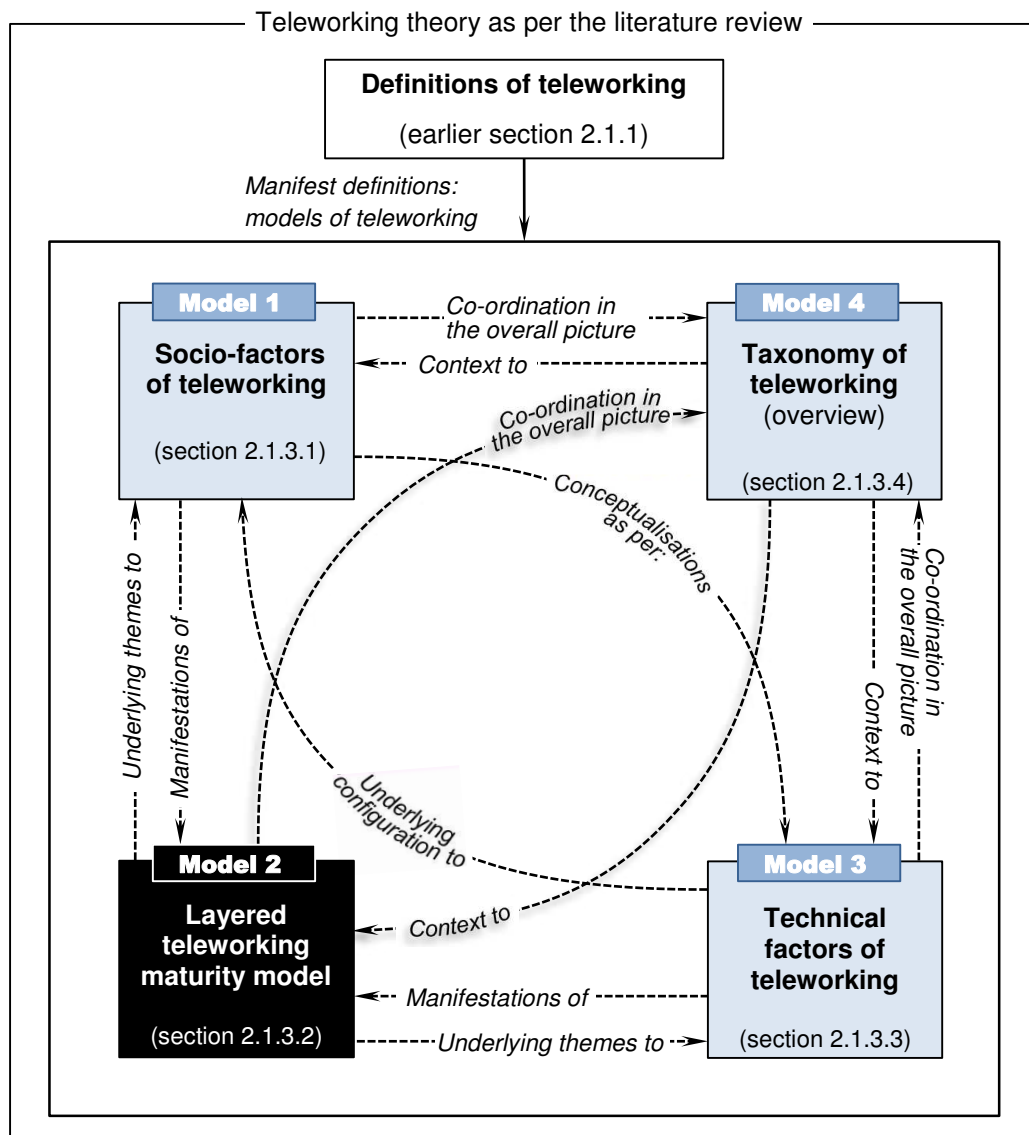 Teleworking theory as per the literature review
Definitions of teleworking
(earlier section 2.1.1)
Manifest definitions:
models of teleworking
Model 1
Socio-factors
of teleworking
(section 2.1.3.1)
Co-ordination in
the overall picture
Context to
Model 4
Taxonomy of
teleworking
(overview)
(section 2.1.3.4)
Co-ordination in
the overall picture
Conceptualisations
as per:
Underlying themes to
Manifestations of
Context to
Co-ordination in
the overall picture
Underlying
configuration to
Model 2
Layered
teleworking
maturity model
(section 2.1.3.2)
Context to
Manifestations of
Underlying themes to
Model 3
Technical
factors of
teleworking
(section 2.1.3.3)